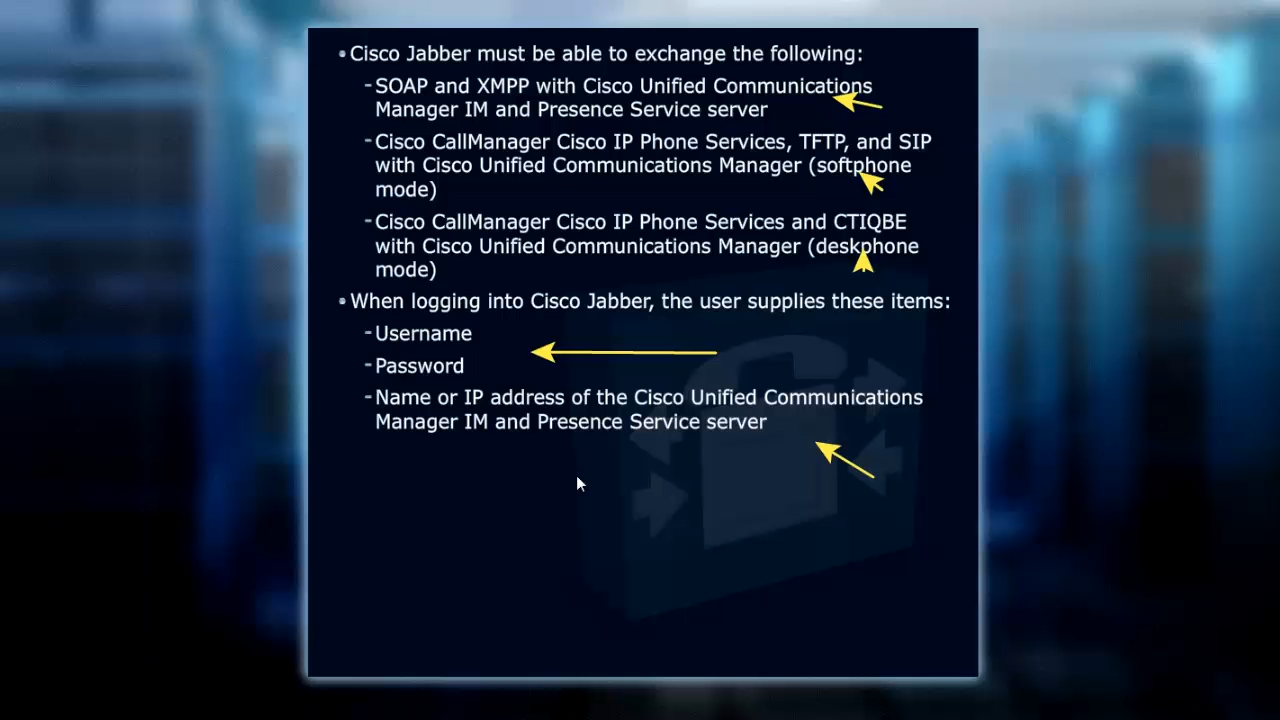 • Cisco Jabber must be able to exchange the following:
- SOAP and XMPP with Cisco Unified Communications
Manager IM and Presence Service server
- Cisco CallManager Cisco IP Phone Services, TFTP, and SIP
with Cisco Unified Communications Manager (softphone
mode)
- Cisco CallManager Cisco IP Phone Services and CTIQBE
with Cisco Unified Communications Manager (deskphone
mode)
• When logging into Cisco Jabber, the user supplies these items:
- Username
- Password
- Name or IP address of the Cisco Unified Communications
Manager IM and Presence Service server